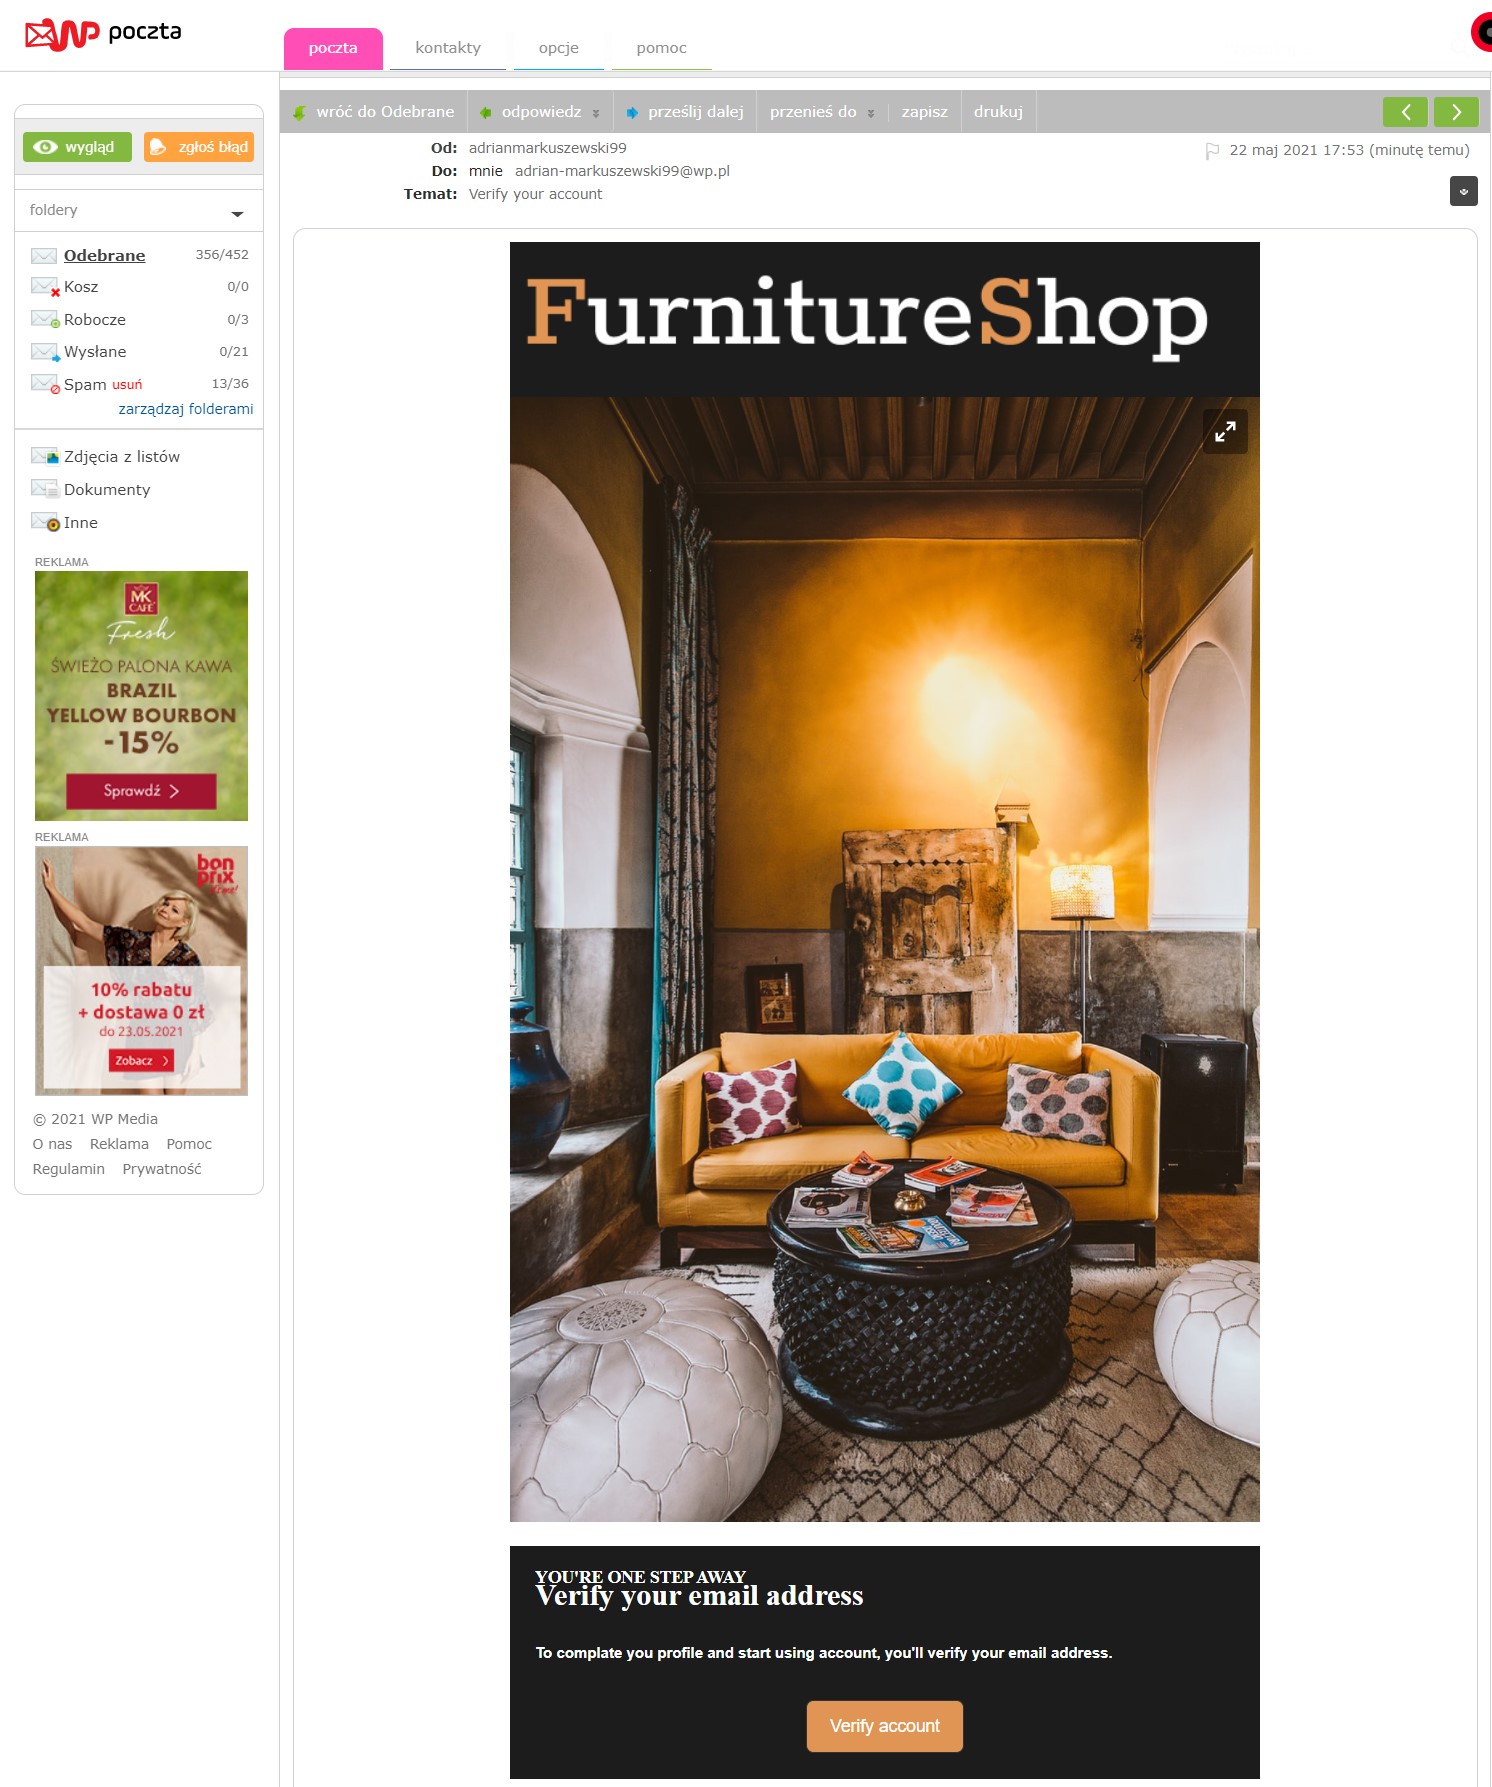 WP poczta
poczta kontakty opcje pomoc
wróć do Odebrane odpowiedz prześlij dalej przenieś do zapisz drukuj
wygląd zgłoś błąd
Od: adrianmarkuszewski99
22 maj 2021 17:53 (minutę temu)
Do: mnie adrian-markuszewski99@wp.pl
Temat: Verify your account
foldery
Odebrane 356/452
Kosz 0/0
Robocze 0/3
Wysłane 0/21
Spam usuń 13/36
zarządzaj folderami
Zdjęcia z listów
Dokumenty
Inne
REKLAMA
MK
CAFE
Fresh
ŚWIEŻO PALONA KAWA
BRAZIL
YELLOW BOURBON
-15%
Sprawdź
REKLAMA
bon
prix
10% rabatu
+ dostawa 0 zł
do 23.05.2021
Zobacz
© 2021 WP Media
O nas Reklama Pomoc
Regulamin Prywatność
FurnitureShop
YOU'RE ONE STEP AWAY
Verify your email address
To complate you profile and start using account, you'll verify your email address.
Verify account